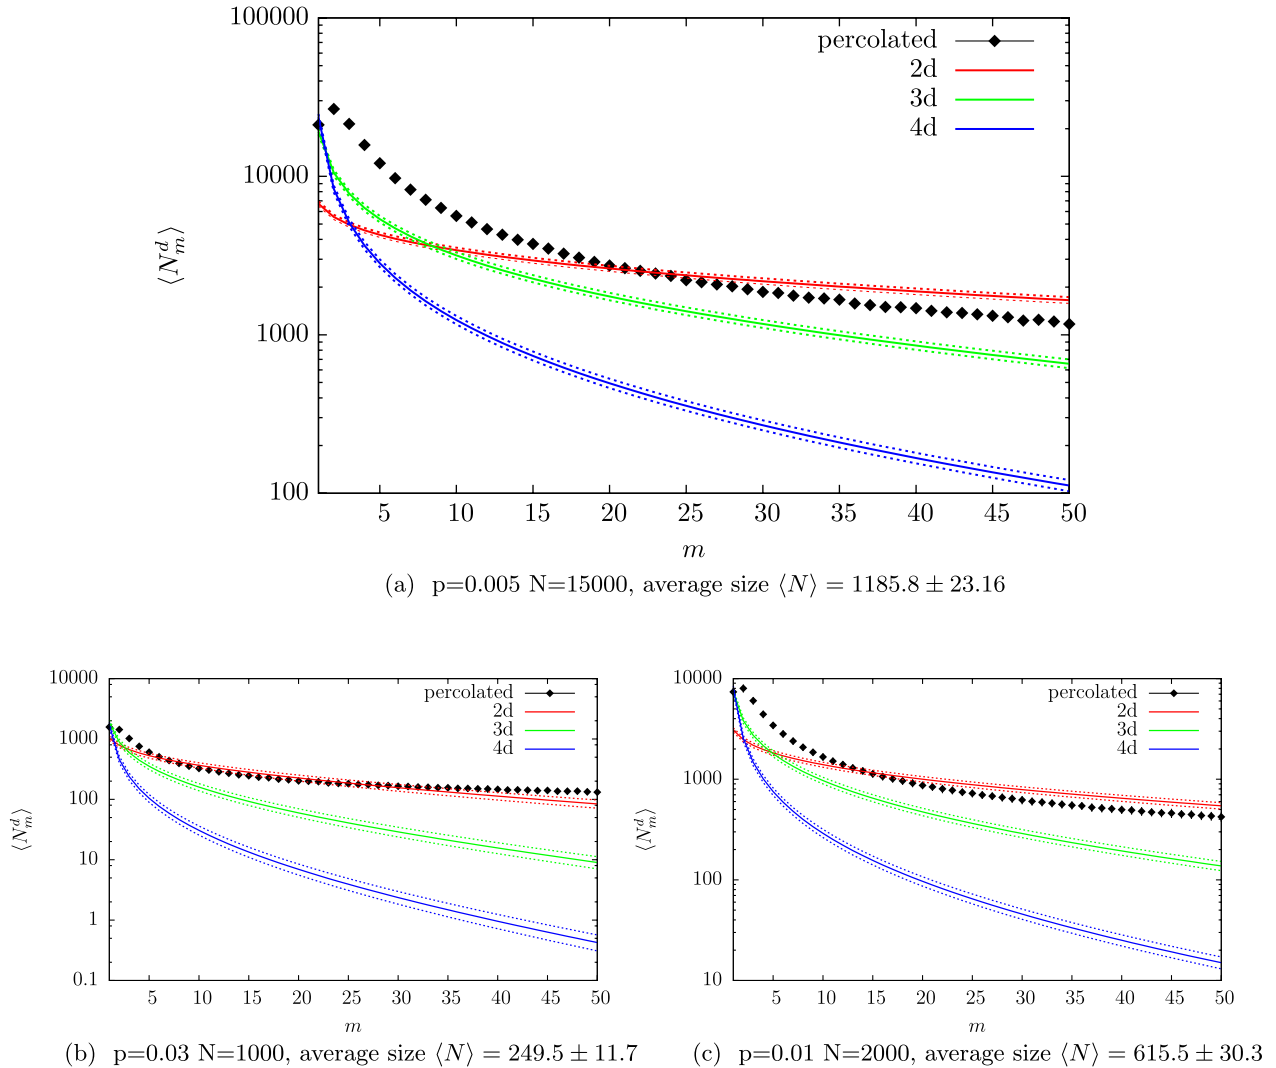 100000
10000
1000
100
⟨N_m^d⟩
percolated
2d
3d
4d
5 10 15 20 25 30 35 40 45 50
m
(a) p=0.005 N=15000, average size ⟨N⟩ = 1185.8 ± 23.16
10000
1000
100
10
1
0.1
⟨N_m^d⟩
percolated
2d
3d
4d
5 10 15 20 25 30 35 40 45 50
m
(b) p=0.03 N=1000, average size ⟨N⟩ = 249.5 ± 11.7
10000
1000
100
10
⟨N_m^d⟩
percolated
2d
3d
4d
5 10 15 20 25 30 35 40 45 50
m
(c) p=0.01 N=2000, average size ⟨N⟩ = 615.5 ± 30.3